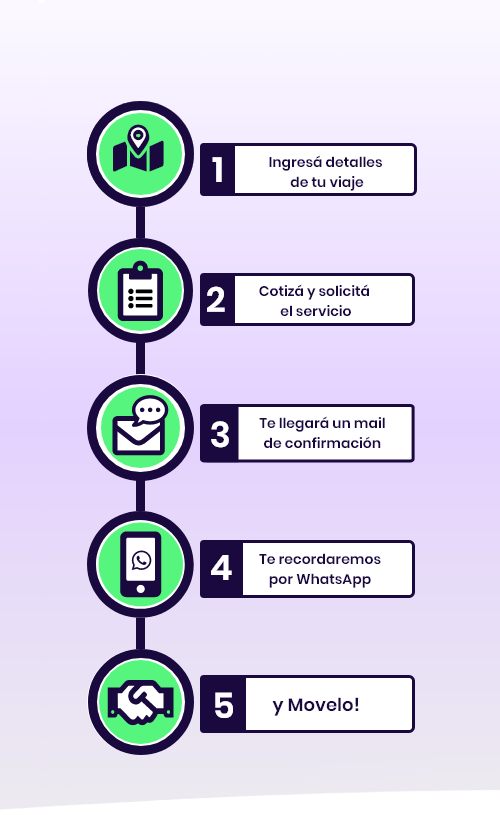 1
Ingresá detalles
de tu viaje
2
Cotizá y solicitá
el servicio
3
Te llegará un mail
de confirmación
4
Te recordaremos
por WhatsApp
5
y Movelo!